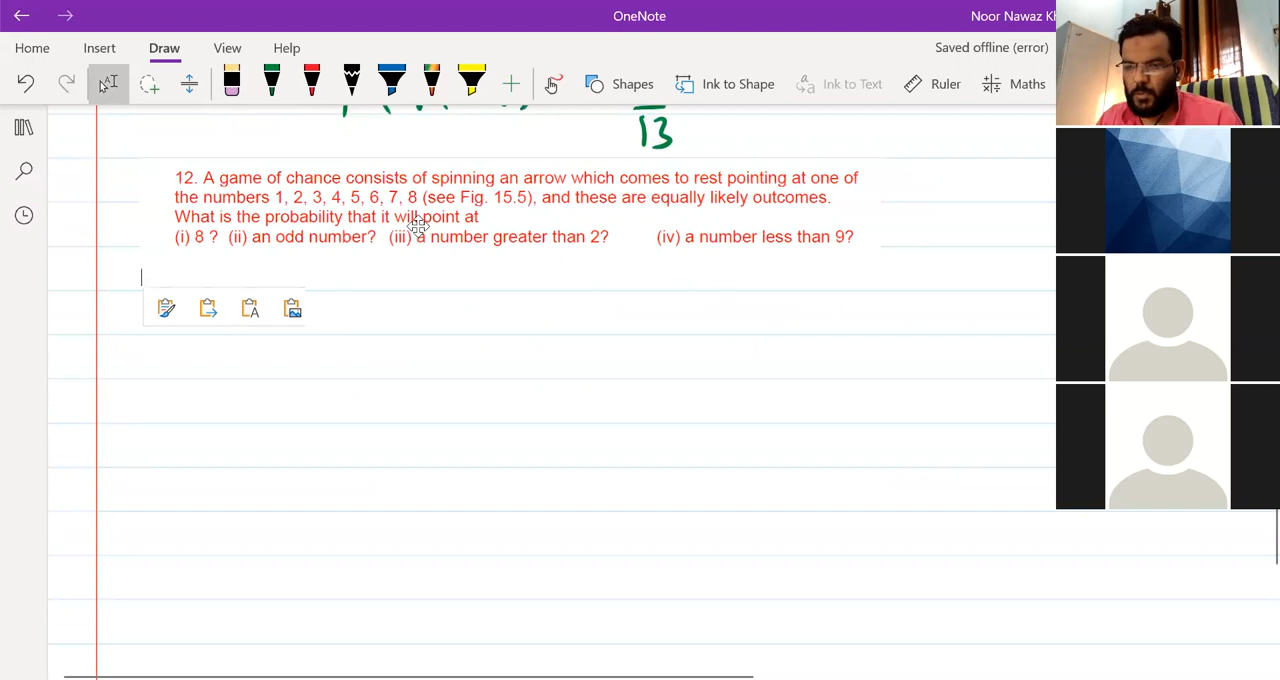 OneNote
Noor Nawaz Kh
Home Insert Draw View Help
Saved offline (error)
Shapes Ink to Shape Ink to Text Ruler Maths
13
12. A game of chance consists of spinning an arrow which comes to rest pointing at one of
the numbers 1, 2, 3, 4, 5, 6, 7, 8 (see Fig. 15.5), and these are equally likely outcomes.
What is the probability that it will point at
(i) 8 ? (ii) an odd number? (iii) a number greater than 2? (iv) a number less than 9?